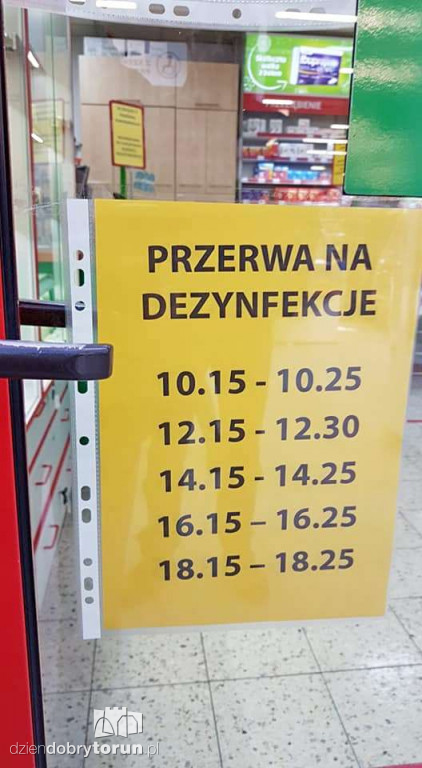 PRZERWA NA
DEZYNFEKCJE
10.15 - 10.25
12.15 - 12.30
14.15 - 14.25
16.15 – 16.25
18.15 – 18.25
dziendobrytorun.pl